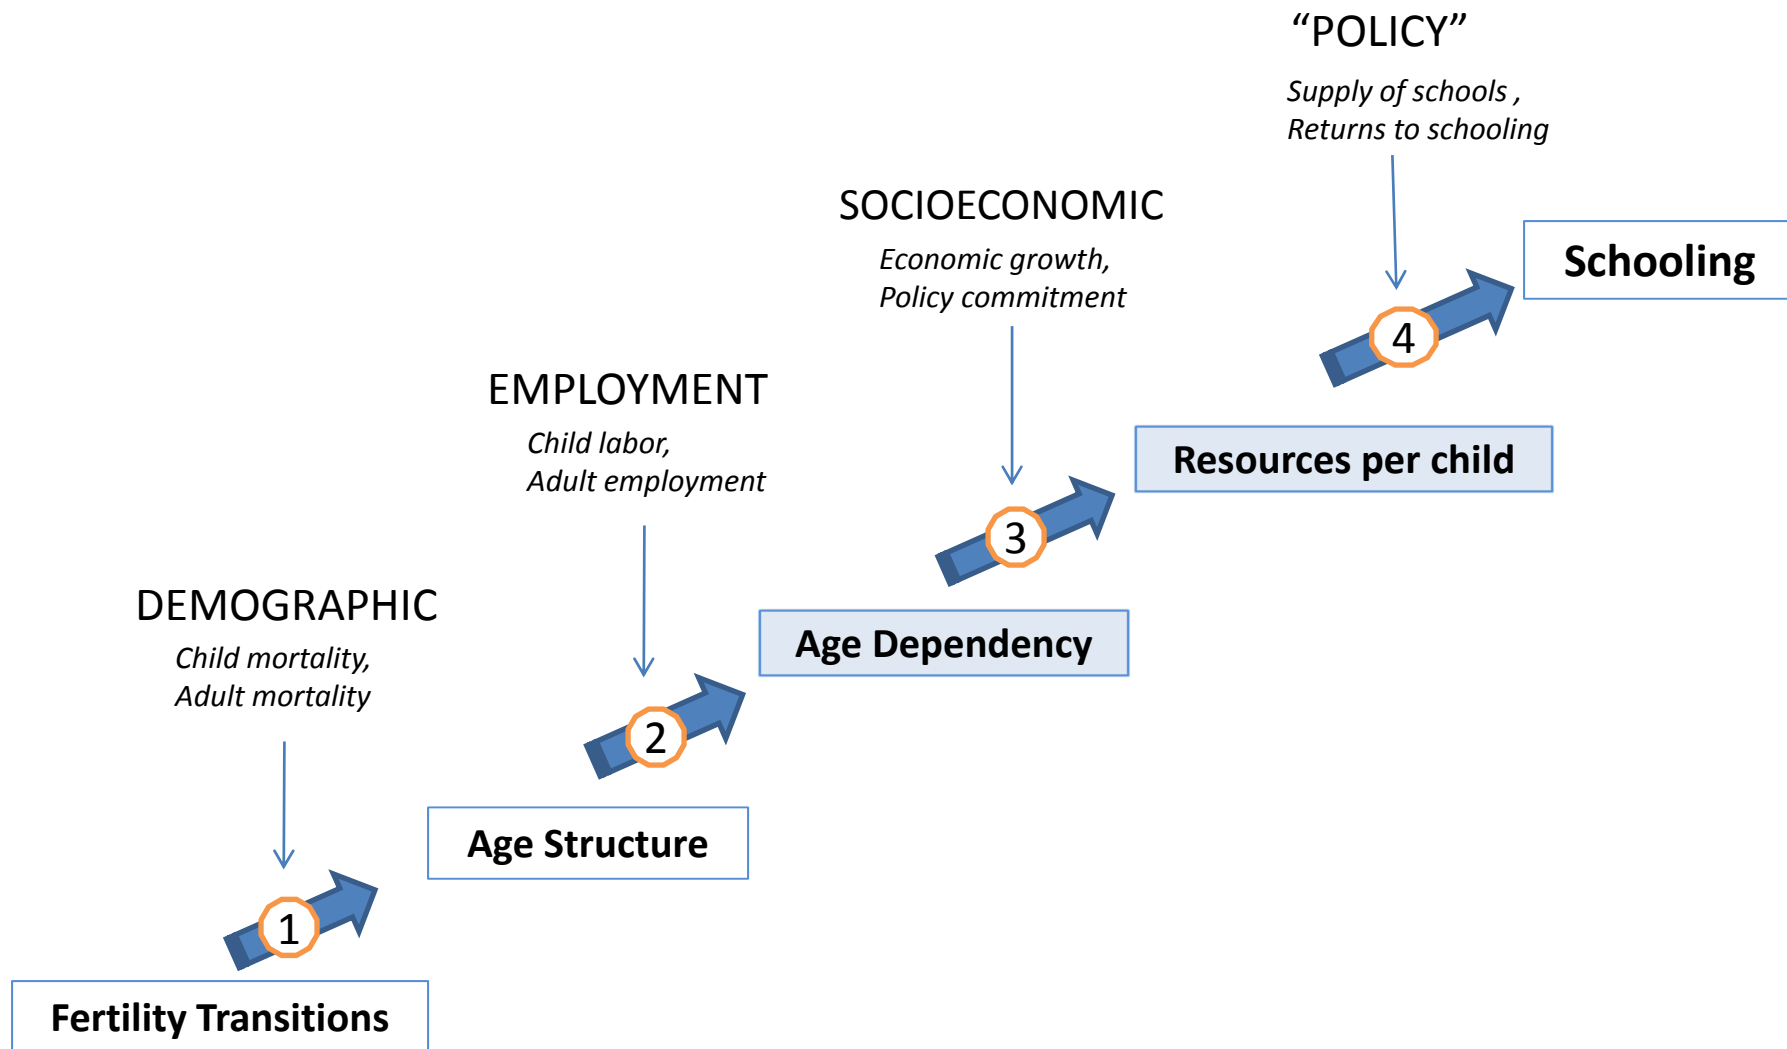 “POLICY”
Supply of schools ,
Returns to schooling
SOCIOECONOMIC
Economic growth,
Policy commitment
Schooling
4
EMPLOYMENT
Child labor,
Adult employment
Resources per child
3
DEMOGRAPHIC
Child mortality,
Adult mortality
Age Dependency
2
Age Structure
1
Fertility Transitions